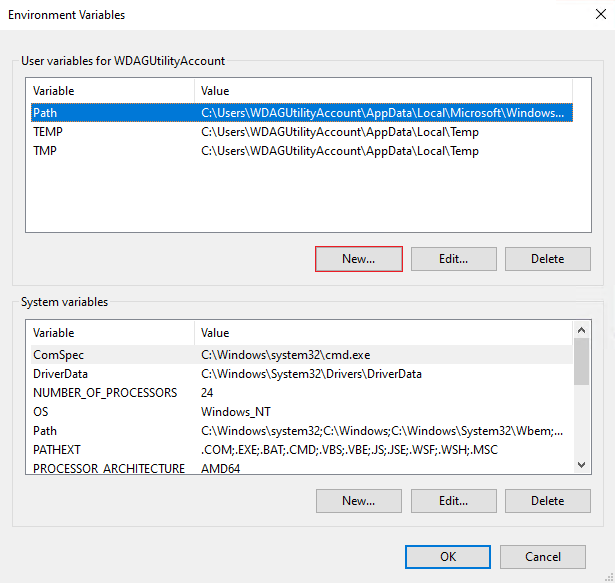 Environment Variables
User variables for WDAGUtilityAccount
Variable Value
Path C:\Users\WDAGUtilityAccount\AppData\Local\Microsoft\Windows...
TEMP C:\Users\WDAGUtilityAccount\AppData\Local\Temp
TMP C:\Users\WDAGUtilityAccount\AppData\Local\Temp
New... Edit... Delete
System variables
Variable Value
ComSpec C:\Windows\system32\cmd.exe
DriverData C:\Windows\System32\Drivers\DriverData
NUMBER_OF_PROCESSORS 24
OS Windows_NT
Path C:\Windows\system32;C:\Windows;C:\Windows\System32\Wbem;...
PATHEXT .COM;.EXE;.BAT;.CMD;.VBS;.VBE;.JS;.JSE;.WSF;.WSH;.MSC
PROCESSOR_ARCHITECTURE AMD64
New... Edit... Delete
OK Cancel